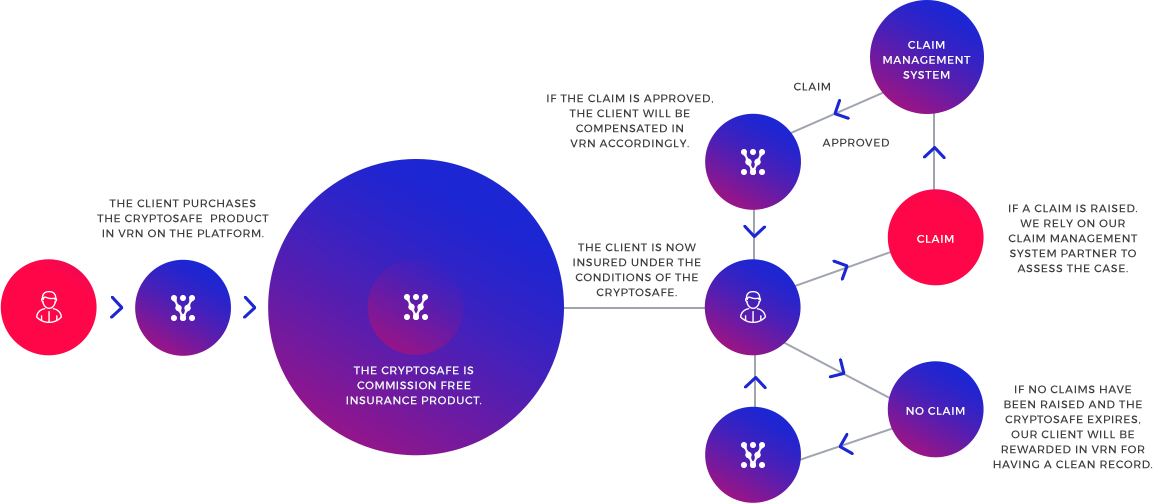 THE CLIENT PURCHASES
THE CRYPTOSAFE PRODUCT
IN VRN ON THE PLATFORM.
THE CRYPTOSAFE IS
COMMISSION FREE
INSURANCE PRODUCT.
THE CLIENT IS NOW
INSURED UNDER THE
CONDITIONS OF THE
CRYPTOSAFE.
IF THE CLAIM IS APPROVED,
THE CLIENT WILL BE
COMPENSATED IN
VRN ACCORDINGLY.
CLAIM
APPROVED
CLAIM
MANAGEMENT
SYSTEM
CLAIM
IF A CLAIM IS RAISED.
WE RELY ON OUR
CLAIM MANAGEMENT
SYSTEM PARTNER TO
ASSESS THE CASE.
NO CLAIM
IF NO CLAIMS HAVE
BEEN RAISED AND THE
CRYPTOSAFE EXPIRES,
OUR CLIENT WILL BE
REWARDED IN VRN FOR
HAVING A CLEAN RECORD.